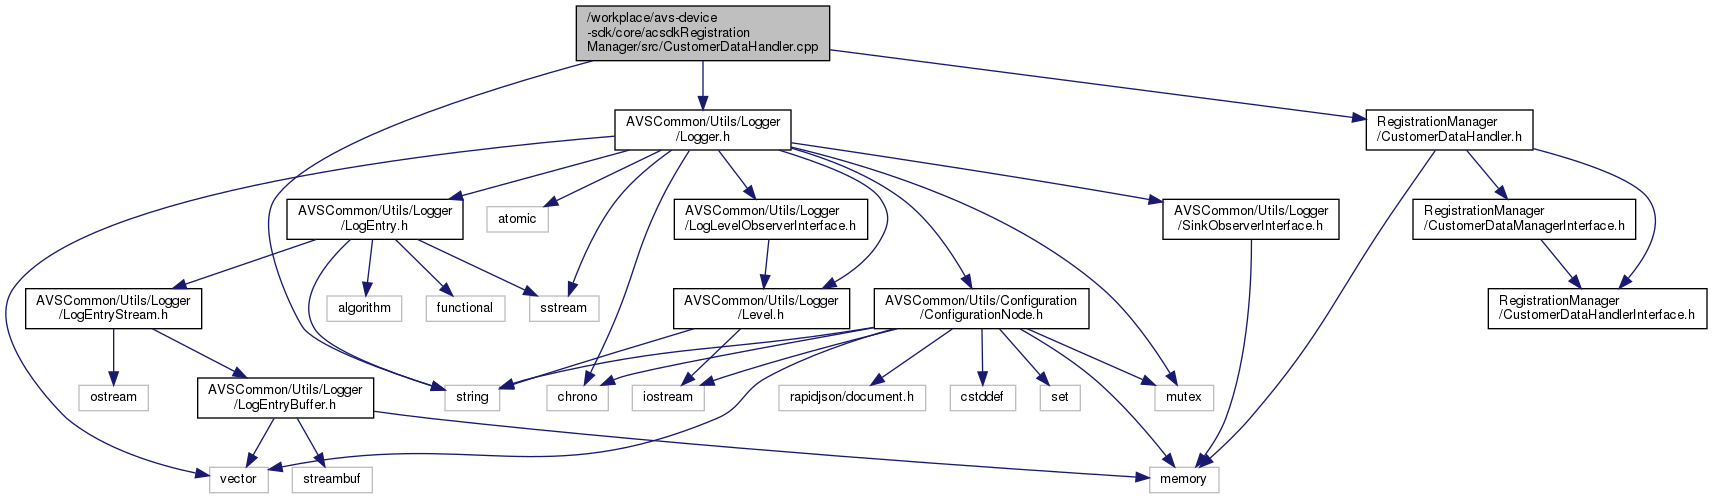 /workplace/avs-device
-sdk/core/acsdkRegistration
Manager/src/CustomerDataHandler.cpp
AVSCommon/Utils/Logger
/Logger.h
RegistrationManager
/CustomerDataHandler.h
AVSCommon/Utils/Logger
/LogEntry.h
atomic
AVSCommon/Utils/Logger
/LogLevelObserverInterface.h
AVSCommon/Utils/Logger
/SinkObserverInterface.h
RegistrationManager
/CustomerDataManagerInterface.h
AVSCommon/Utils/Logger
/LogEntryStream.h
algorithm
functional
sstream
AVSCommon/Utils/Logger
/Level.h
AVSCommon/Utils/Configuration
/ConfigurationNode.h
RegistrationManager
/CustomerDataHandlerInterface.h
ostream
AVSCommon/Utils/Logger
/LogEntryBuffer.h
string
chrono
iostream
rapidjson/document.h
cstddef
set
mutex
vector
streambuf
memory